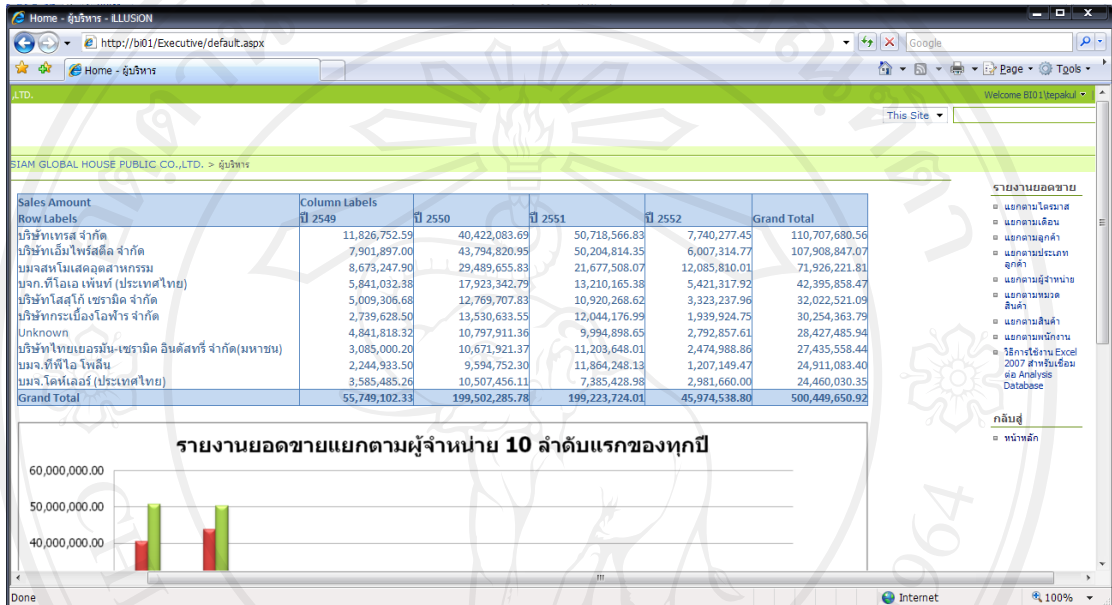 Home - ผู้บริหาร - iLLUSiON
http://bi01/Executive/default.aspx
Google
Home - ผู้บริหาร
Page
Tools
,LTD.
Welcome BI01\tepakul
This Site
SIAM GLOBAL HOUSE PUBLIC CO.,LTD. > ผู้บริหาร
Sales Amount Column Labels
Row Labels ปี 2549 ปี 2550 ปี 2551 ปี 2552 Grand Total
บริษัทเทรส จำกัด 11,826,752.59 40,422,083.69 50,718,566.83 7,740,277.45 110,707,680.56
บริษัทเอ็มไพร์สตีล จำกัด 7,901,897.00 43,794,820.95 50,204,814.35 6,007,314.77 107,908,847.07
บมจสหโมเสคอุตสาหกรรม 8,673,247.90 29,489,655.83 21,677,508.07 12,085,810.01 71,926,221.81
บจก.ทีโอเอ เพ้นท์ (ประเทศไทย) 5,841,032.38 17,923,342.79 13,210,165.38 5,421,317.92 42,395,858.47
บริษัทโสสุโก้ เซรามิค จำกัด 5,009,306.68 12,769,707.83 10,920,268.62 3,323,237.96 32,022,521.09
บริษัทกระเบื้องโอฬาร จำกัด 2,739,628.50 13,530,633.55 12,044,176.99 1,939,924.75 30,254,363.79
Unknown 4,841,818.32 10,797,911.36 9,994,898.65 2,792,857.61 28,427,485.94
บริษัทไทยเยอรมัน-เซรามิค อินดัสทรี่ จำกัด(มหาชน) 3,085,000.20 10,671,921.37 11,203,648.01 2,474,988.86 27,435,558.44
บมจ.ทีพีไอ โพลีน 2,244,933.50 9,594,752.30 11,864,248.13 1,207,149.47 24,911,083.40
บมจ.โคห์เลอร์ (ประเทศไทย) 3,585,485.26 10,507,456.11 7,385,428.98 2,981,660.00 24,460,030.35
Grand Total 55,749,102.33 199,502,285.78 199,223,724.01 45,974,538.80 500,449,650.92
รายงานยอดขายแยกตามผู้จำหน่าย 10 ลำดับแรกของทุกปี
60,000,000.00
50,000,000.00
40,000,000.00
รายงานยอดขาย
แยกตามไตรมาส
แยกตามเดือน
แยกตามลูกค้า
แยกตามประเภท
ลูกค้า
แยกตามผู้จำหน่าย
แยกตามหมวด
สินค้า
แยกตามสินค้า
แยกตามพนักงาน
วิธีการใช้งาน Excel
2007 สำหรับเชื่อม
ต่อ Analysis
Database
กลับสู่
หน้าหลัก
Done
Internet
100%